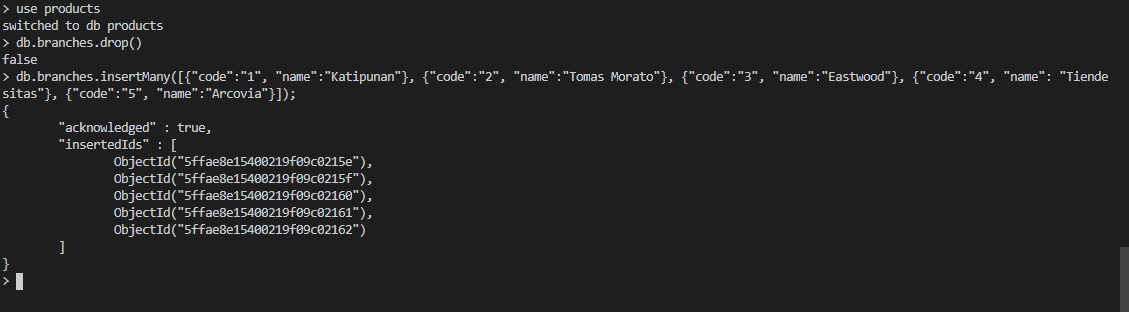 > use products
switched to db products
> db.branches.drop()
false
> db.branches.insertMany([{"code":"1", "name":"Katipunan"}, {"code":"2", "name":"Tomas Morato"}, {"code":"3", "name":"Eastwood"}, {"code":"4", "name": "Tiende
sitas"}, {"code":"5", "name":"Arcovia"}]);
{
        "acknowledged" : true,
        "insertedIds" : [
                ObjectId("5ffae8e15400219f09c0215e"),
                ObjectId("5ffae8e15400219f09c0215f"),
                ObjectId("5ffae8e15400219f09c02160"),
                ObjectId("5ffae8e15400219f09c02161"),
                ObjectId("5ffae8e15400219f09c02162")
        ]
}
>